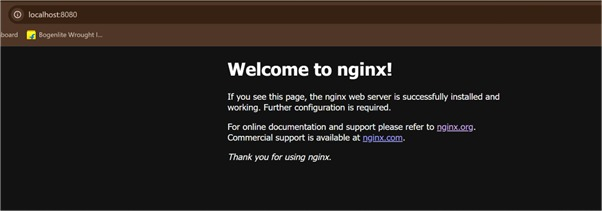 localhost:8080
board Bogenlite Wrought I...
Welcome to nginx!
If you see this page, the nginx web server is successfully installed and
working. Further configuration is required.
For online documentation and support please refer to nginx.org.
Commercial support is available at nginx.com.
Thank you for using nginx.